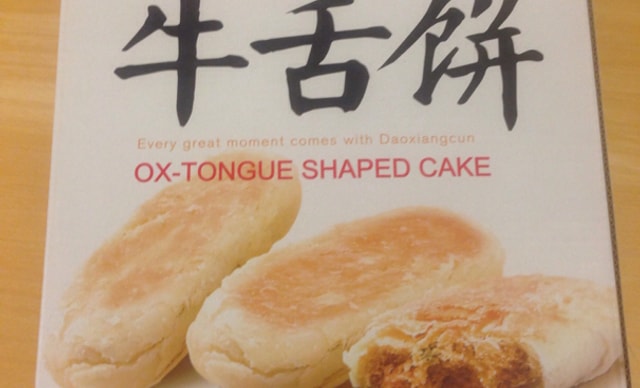 牛舌饼
Every great moment comes with Daoxiangcun
OX-TONGUE SHAPED CAKE